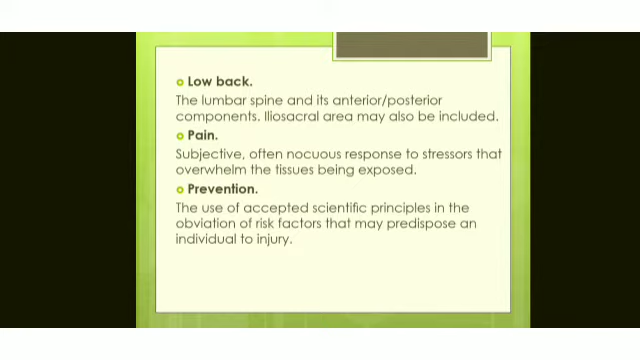 Low back.
The lumbar spine and its anterior/posterior
components. Iliosacral area may also be included.
Pain.
Subjective, often nocuous response to stressors that
overwhelm the tissues being exposed.
Prevention.
The use of accepted scientific principles in the
obviation of risk factors that may predispose an
individual to injury.